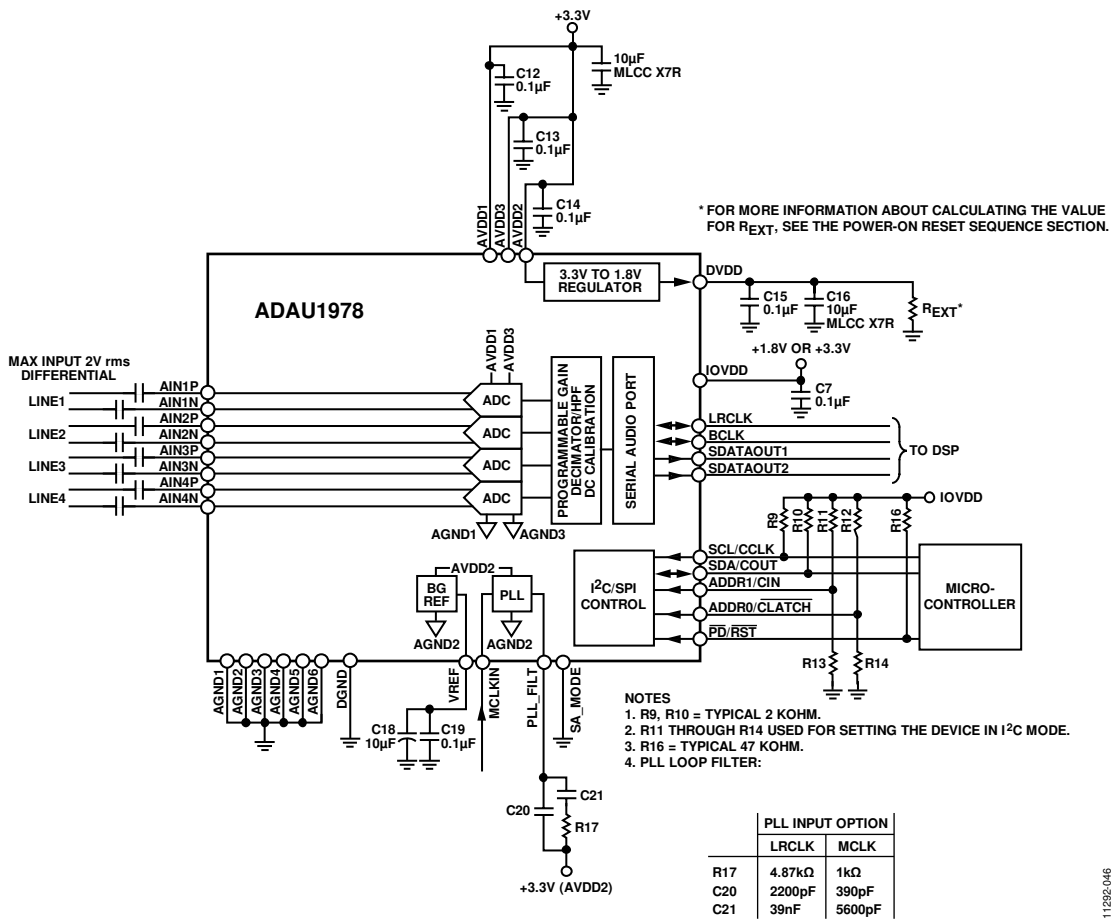 +3.3V
10µF
MLCC X7R
C12
0.1µF
C13
0.1µF
C14
0.1µF
AVDD1
AVDD3
AVDD2
* FOR MORE INFORMATION ABOUT CALCULATING THE VALUE
FOR REXT, SEE THE POWER-ON RESET SEQUENCE SECTION.
ADAU1978
3.3V TO 1.8V
REGULATOR
DVDD
C15
0.1µF
C16
10µF
MLCC X7R
REXT*
+1.8V OR +3.3V
IOVDD
C7
0.1µF
MAX INPUT 2V rms
DIFFERENTIAL
LINE1
LINE2
LINE3
LINE4
AIN1P
AIN1N
AIN2P
AIN2N
AIN3P
AIN3N
AIN4P
AIN4N
AVDD1
AVDD3
ADC
ADC
ADC
ADC
AGND1
AGND3
PROGRAMMABLE GAIN
DECIMATOR/HPF
DC CALIBRATION
SERIAL AUDIO PORT
LRCLK
BCLK
SDATAOUT1
SDATAOUT2
TO DSP
IOVDD
R9
R10
R11
R12
R16
SCL/CCLK
SDA/COUT
ADDR1/CIN
ADDR0/CLATCH
PD/RST
I2C/SPI
CONTROL
MICRO-
CONTROLLER
R13
R14
AVDD2
BG
REF
PLL
AGND2
AGND2
AGND1
AGND2
AGND3
AGND4
AGND5
AGND6
DGND
VREF
MCLKIN
PLL_FILT
SA_MODE
C18
10µF
C19
0.1µF
C20
C21
R17
+3.3V (AVDD2)
NOTES
1. R9, R10 = TYPICAL 2 KOHM.
2. R11 THROUGH R14 USED FOR SETTING THE DEVICE IN I2C MODE.
3. R16 = TYPICAL 47 KOHM.
4. PLL LOOP FILTER:
PLL INPUT OPTION
LRCLK MCLK
R17 4.87kΩ 1kΩ
C20 2200pF 390pF
C21 39nF 5600pF
11292-046